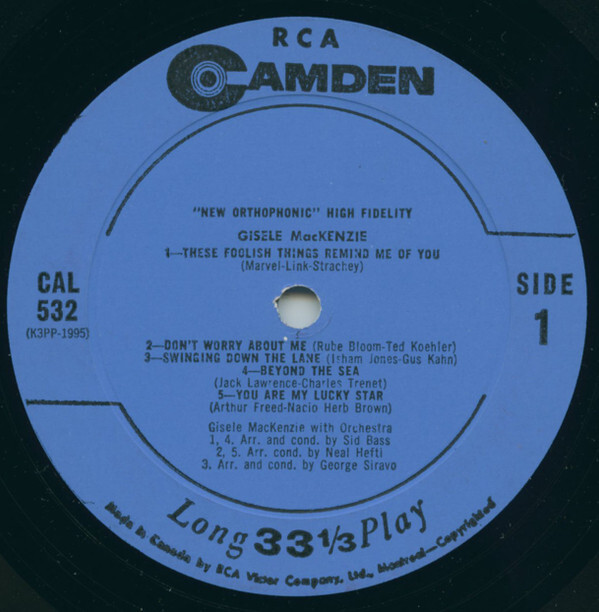 RCA
CAMDEN
"NEW ORTHOPHONIC" HIGH FIDELITY
GISELE MacKENZIE
1—THESE FOOLISH THINGS REMIND ME OF YOU
(Marvel-Link-Strachey)
CAL
532
(K3PP-1995)
SIDE
1
2—DON'T WORRY ABOUT ME (Rube Bloom-Ted Koehler)
3—SWINGING DOWN THE LANE (Isham Jones-Gus Kahn)
4—BEYOND THE SEA
(Jack Lawrence-Charles Trenet)
5—YOU ARE MY LUCKY STAR
(Arthur Freed-Nacio Herb Brown)
Gisele MacKenzie with Orchestra
1, 4. Arr. and cond. by Sid Bass
2, 5. Arr. and cond. by Neal Hefti
3. Arr. and cond. by George Siravo
Long 33 1/3 Play
Made in Canada by RCA Victor Company, Ltd., Montreal—Copyrighted